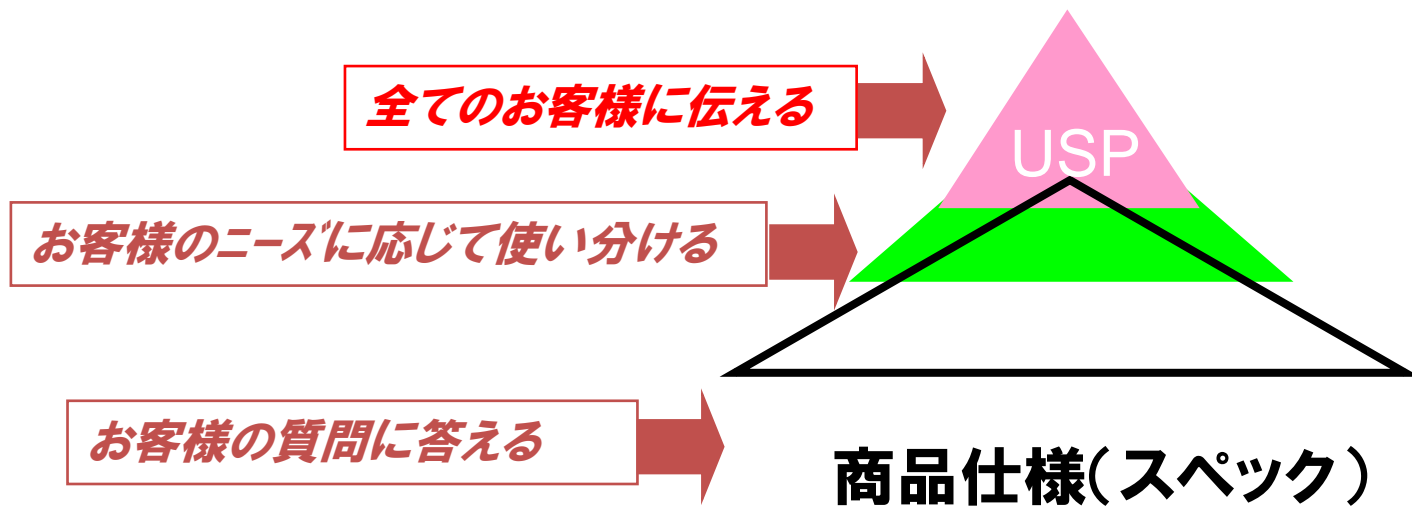 全てのお客様に伝える
USP
お客様のニーズに応じて使い分ける
お客様の質問に答える
商品仕様(スペック)